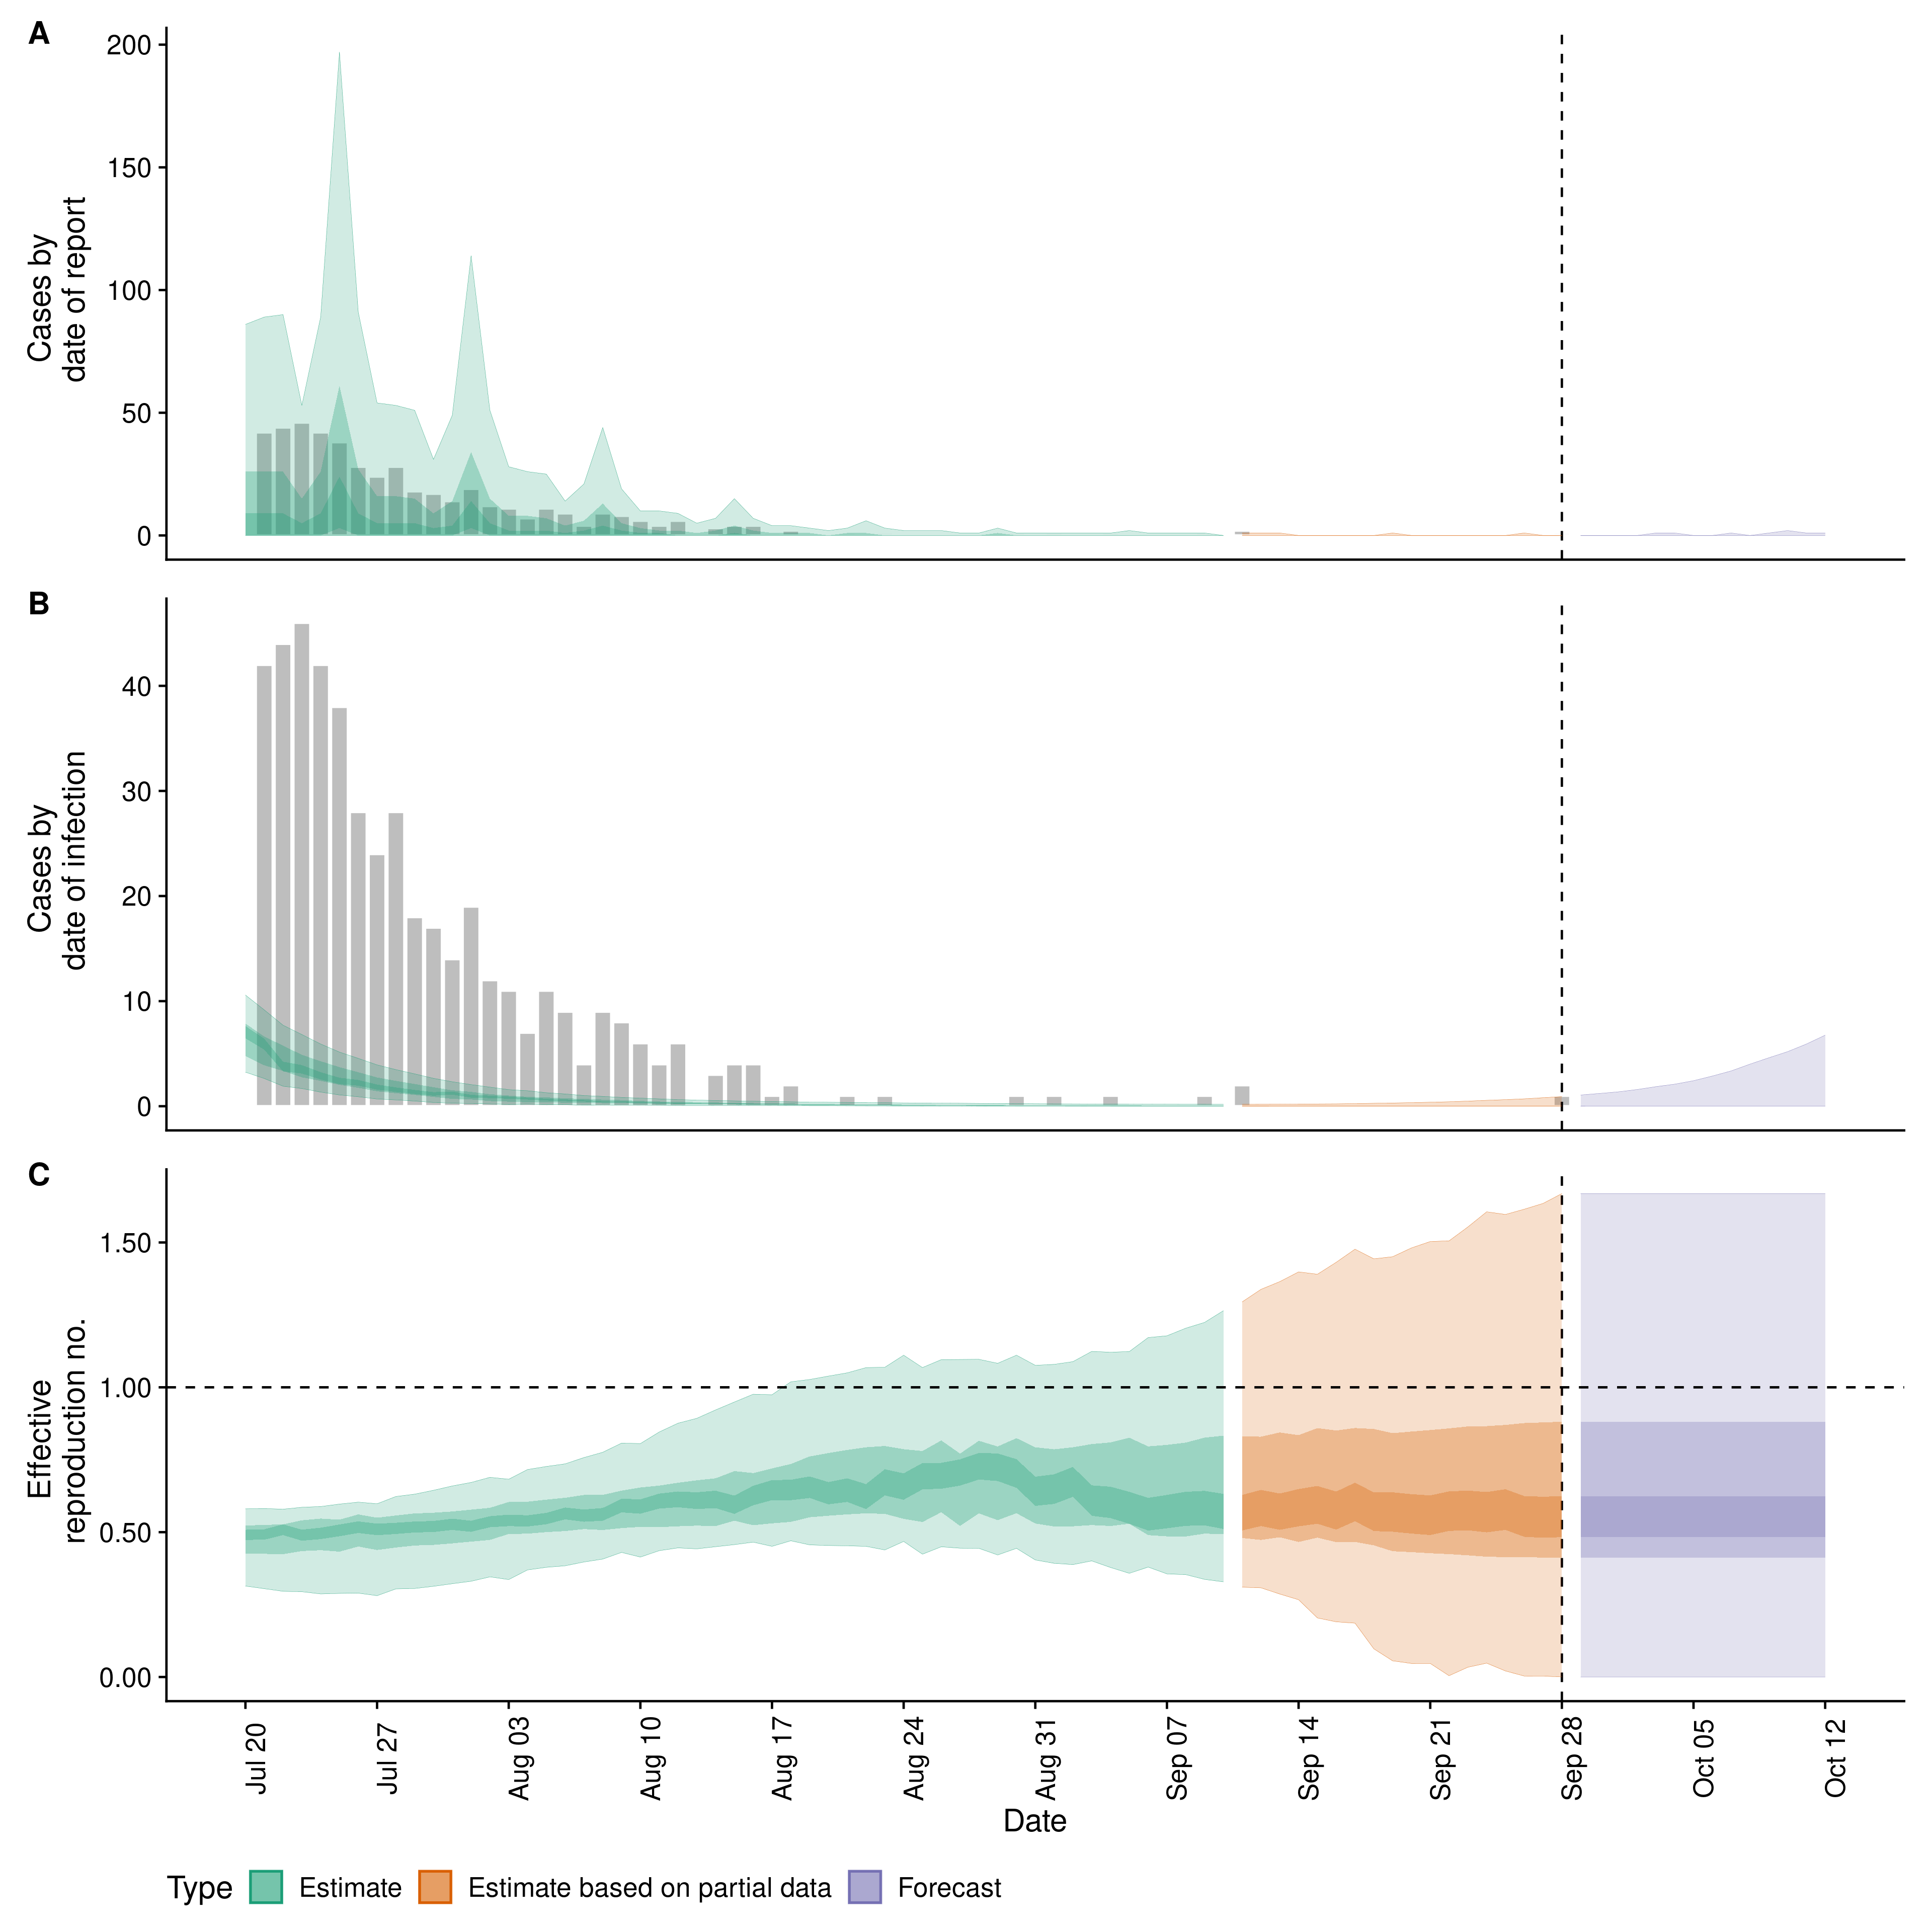 A
Cases by
date of report
200
150
100
50
0
B
Cases by
date of infection
40
30
20
10
0
C
Effective
reproduction no.
1.50
1.00
0.50
0.00
Jul 20
Jul 27
Aug 03
Aug 10
Aug 17
Aug 24
Aug 31
Sep 07
Sep 14
Sep 21
Sep 28
Oct 05
Oct 12
Date
Type Estimate Estimate based on partial data Forecast